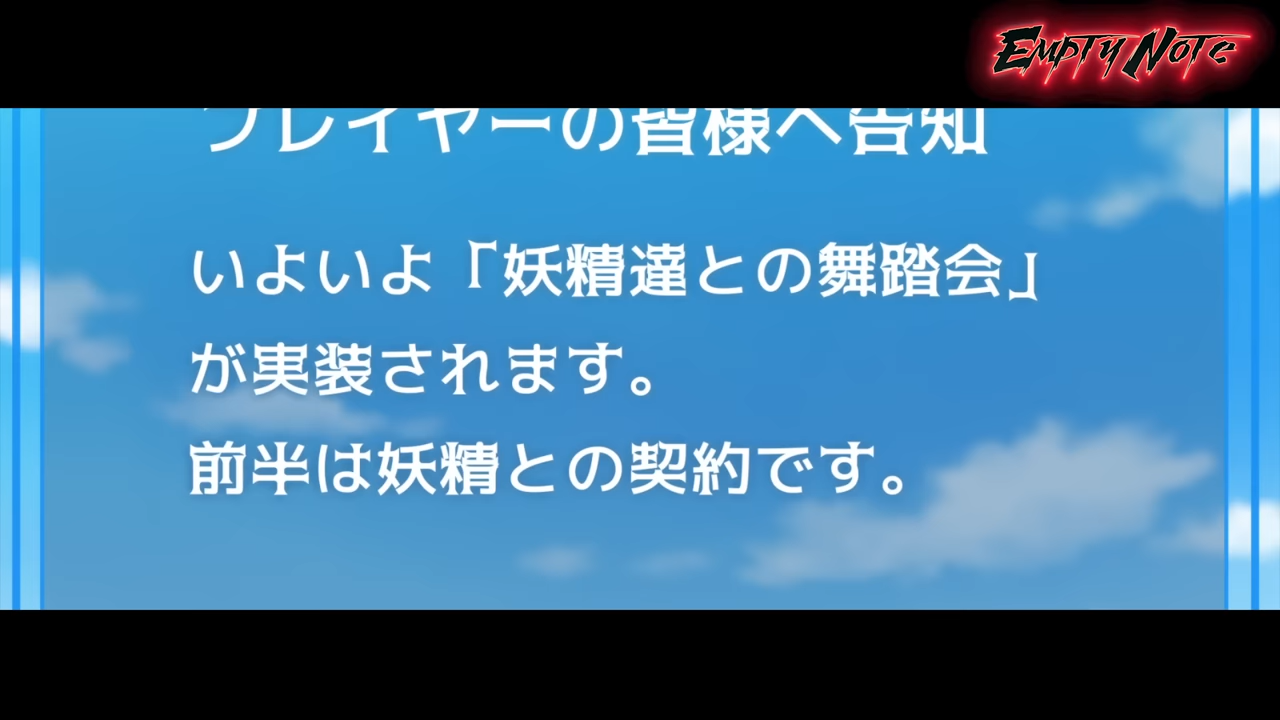 EMPTY NOTE
プレイヤーの皆様へ告知
いよいよ「妖精達との舞踏会」
が実装されます。
前半は妖精との契約です。